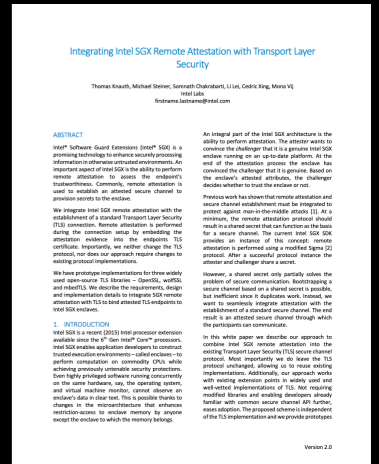 Integrating Intel SGX Remote Attestation with Transport Layer
Security
Thomas Knauth, Michael Steiner, Somnath Chakrabarti, Li Lei, Cedric Xing, Mona Vij
Intel Labs
firstname.lastname@intel.com
ABSTRACT
Intel® Software Guard Extensions (Intel® SGX) is a
promising technology to enhance securely processing
information in otherwise untrusted environments. An
important aspect of Intel SGX is the ability to perform
remote attestation to assess the endpoint's
trustworthiness. Commonly, remote attestation is
used to establish an attested secure channel to
provision secrets to the enclave.
We integrate Intel SGX remote attestation with the
establishment of a standard Transport Layer Security
(TLS) connection. Remote attestation is performed
during the connection setup by embedding the
attestation evidence into the endpoints TLS
certificate. Importantly, we neither change the TLS
protocol, nor does our approach require changes to
existing protocol implementations.
We have prototype implementations for three widely
used open-source TLS libraries – OpenSSL, wolfSSL
and mbedTLS. We describe the requirements, design
and implementation details to integrate SGX remote
attestation with TLS to bind attested TLS endpoints to
Intel SGX enclaves.
1. INTRODUCTION
Intel SGX is a recent (2015) Intel processor extension
available since the 6th Gen Intel® Core™ processors.
Intel SGX enables application developers to construct
trusted execution environments – called enclaves – to
perform computation on commodity CPUs while
achieving previously untenable security protections.
Even highly privileged software running concurrently
on the same hardware, say, the operating system,
and virtual machine monitor, cannot observe an
enclave's data in clear text. This is possible thanks to
changes in the microarchitecture that enhances
restriction-access to enclave memory by anyone
except the enclave to which the memory belongs.
An integral part of the Intel SGX architecture is the
ability to perform attestation. The attester wants to
convince the challenger that it is a genuine Intel SGX
enclave running on an up-to-date platform. At the
end of the attestation process the enclave has
convinced the challenger that it is genuine. Based on
the enclave's attested attributes, the challenger
decides whether to trust the enclave or not.
Previous work has shown that remote attestation and
secure channel establishment must be integrated to
protect against man-in-the-middle attacks [1]. At a
minimum, the remote attestation protocol should
result in a shared secret that can function as the basis
for a secure channel. The current Intel SGX SDK
provides an instance of this concept: remote
attestation is performed using a modified Sigma [2]
protocol. After a successful protocol instance the
attester and challenger share a secret.
However, a shared secret only partially solves the
problem of secure communication. Bootstrapping a
secure channel based on a shared secret is possible,
but inefficient since it duplicates work. Instead, we
want to seamlessly integrate attestation with the
establishment of a standard secure channel. The end
result is an attested secure channel through which
the participants can communicate.
In this white paper we describe our approach to
combine Intel SGX remote attestation into the
existing Transport Layer Security (TLS) secure channel
protocol. Most importantly we do leave the TLS
protocol unchanged, allowing us to reuse existing
implementations. Additionally, our approach works
with existing extension points in widely used and
well-tested implementations of TLS. Not requiring
modified libraries and enabling developers already
familiar with common secure channel API further,
eases adoption. The proposed scheme is independent
of the TLS implementation and we provide prototypes
Version 2.0